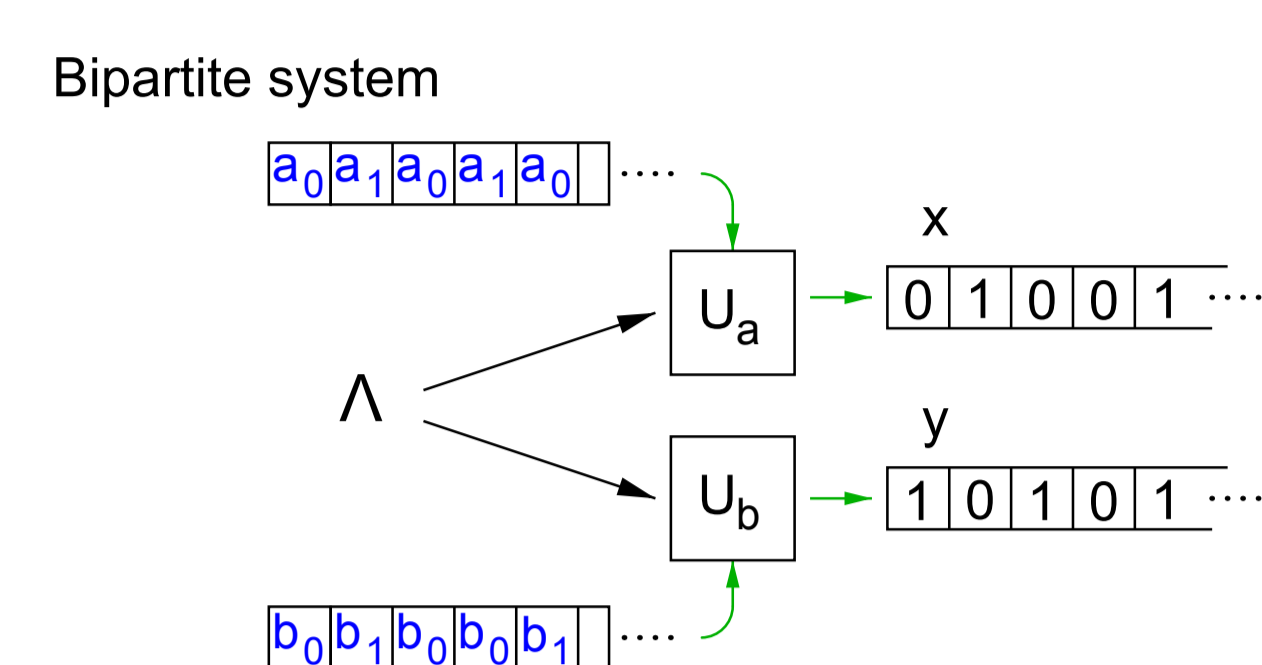 Bipartite system
a0 a1 a0 a1 a0 ....
x
Ua
0 1 0 0 1 ....
Λ
y
Ub
1 0 1 0 1 ....
b0 b1 b0 b0 b1 ....